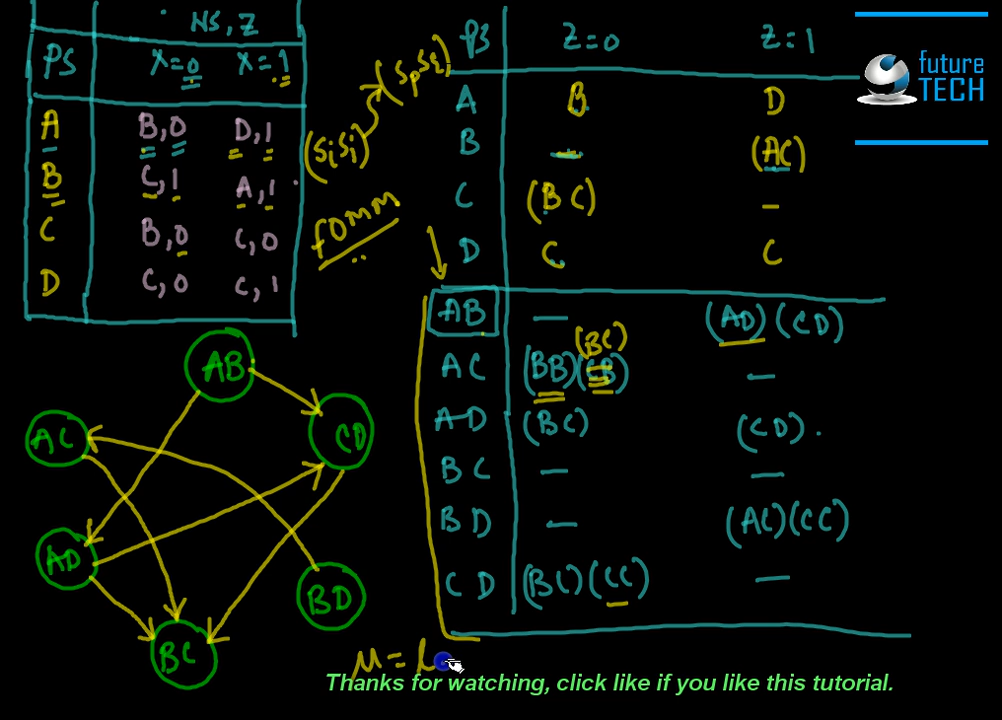 NS, Z
PS X=0 X=1
A B,0 D,1
B C,1 A,1
C B,0 C,0
D C,0 C,1
(SiSi)
(SpSq)
fomm
PS Z=0 Z=1
A B D
B — (AC)
C (BC) —
D C C
AB — (AD)(CD)
(BC)
AC (BB)(CB) —
AD (BC) (CD).
BC — —
BD — (AC)(CC)
CD (BC)(CC) —
future
TECH
AB
AC
CD
AD
BD
BC
μ = l
Thanks for watching, click like if you like this tutorial.